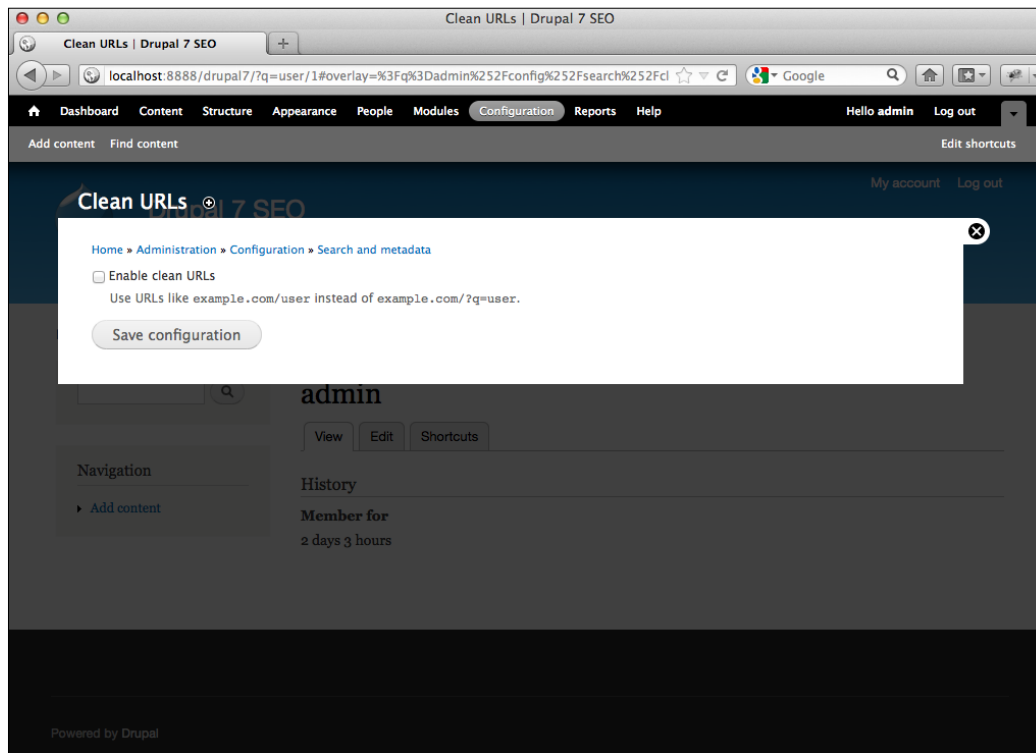 Clean URLs | Drupal 7 SEO
Clean URLs | Drupal 7 SEO
localhost:8888/drupal7/?q=user/1#overlay=%3Fq%3Dadmin%252Fconfig%252Fsearch%252Fcl
Google
Dashboard Content Structure Appearance People Modules Configuration Reports Help Hello admin Log out
Add content Find content Edit shortcuts
My account Log out
Clean URLs
Drupal 7 SEO
Home » Administration » Configuration » Search and metadata
Enable clean URLs
Use URLs like example.com/user instead of example.com/?q=user.
Save configuration
admin
View Edit Shortcuts
Navigation
History
Add content
Member for
2 days 3 hours
Powered by Drupal